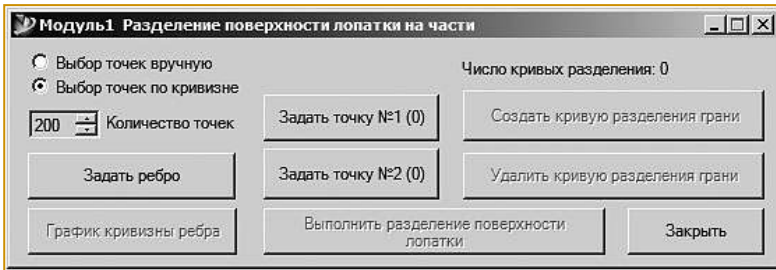 Модуль1 Разделение поверхности лопатки на части
Выбор точек вручную
Выбор точек по кривизне
200 Количество точек
Задать ребро
График кривизны ребра
Задать точку №1 (0)
Задать точку №2 (0)
Выполнить разделение поверхности
лопатки
Число кривых разделения: 0
Создать кривую разделения грани
Удалить кривую разделения грани
Закрыть